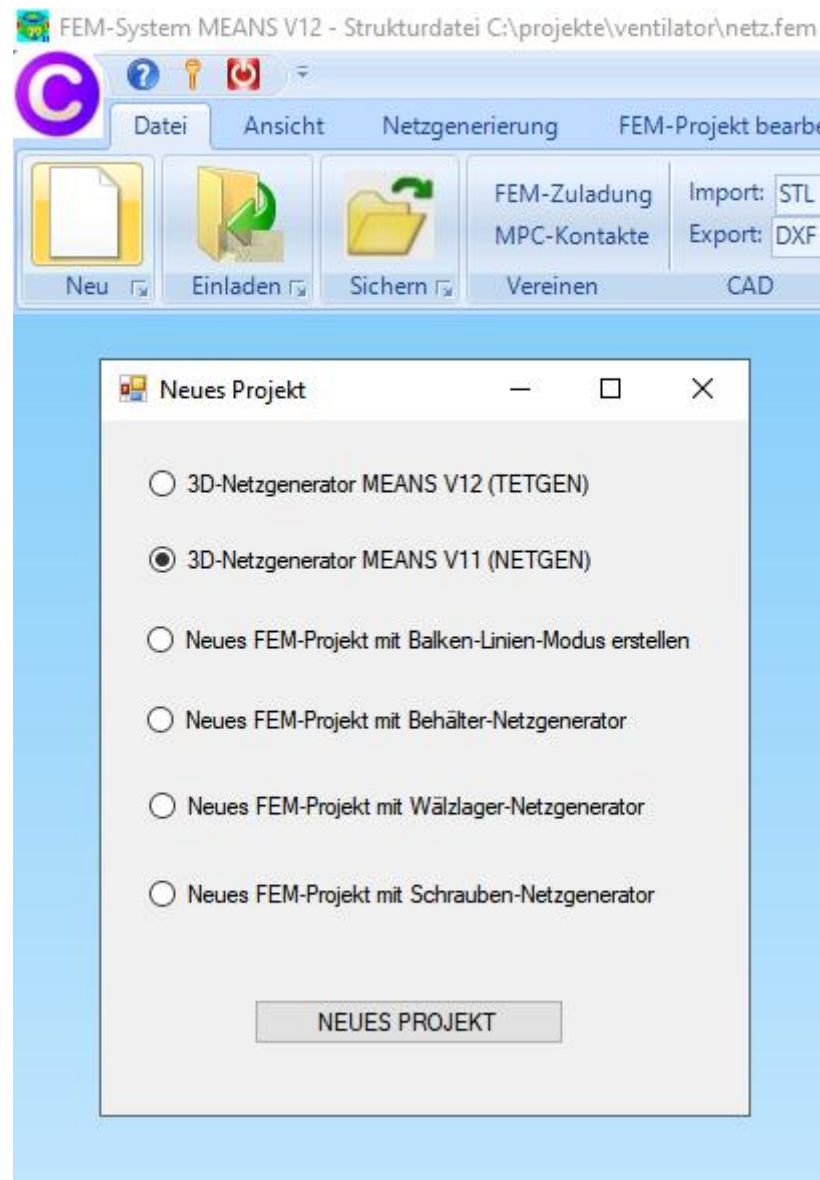 FEM-System MEANS V12 - Strukturdatei C:\projekte\ventilator\netz.fem
Datei Ansicht Netzgenerierung FEM-Projekt bearbe
FEM-Zuladung Import: STL
MPC-Kontakte Export: DXF
Neu Einladen Sichern Vereinen CAD
Neues Projekt
3D-Netzgenerator MEANS V12 (TETGEN)
3D-Netzgenerator MEANS V11 (NETGEN)
Neues FEM-Projekt mit Balken-Linien-Modus erstellen
Neues FEM-Projekt mit Behälter-Netzgenerator
Neues FEM-Projekt mit Wälzlager-Netzgenerator
Neues FEM-Projekt mit Schrauben-Netzgenerator
NEUES PROJEKT